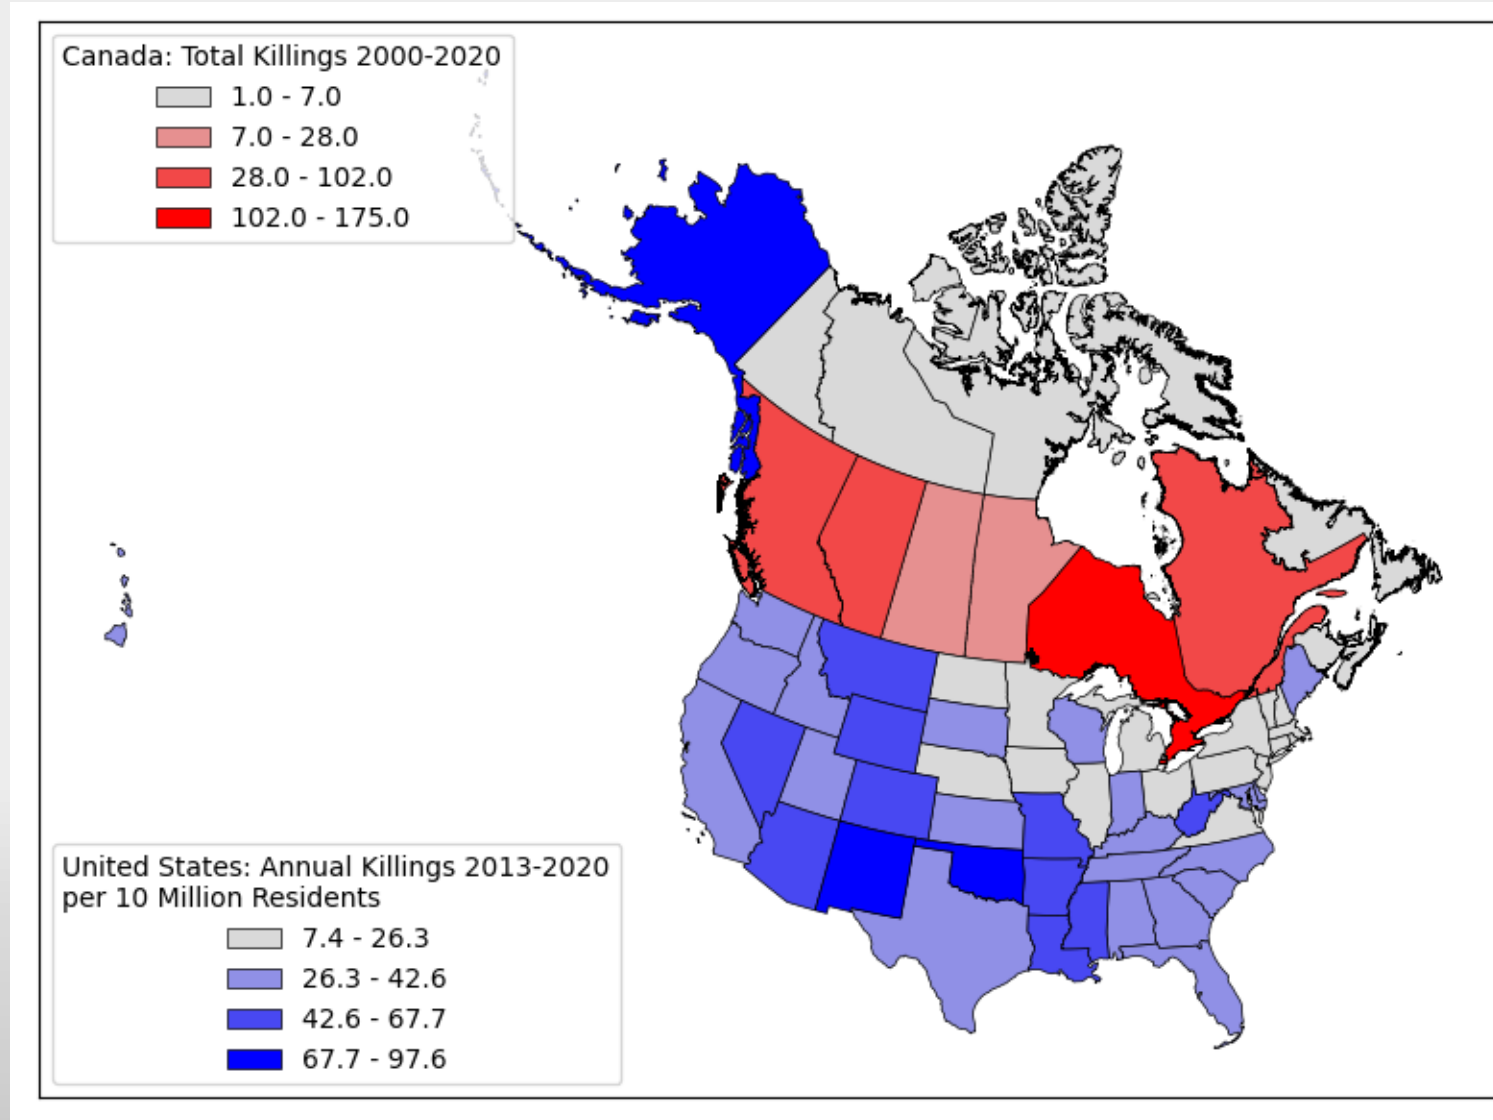 Canada: Total Killings 2000-2020
1.0 - 7.0
7.0 - 28.0
28.0 - 102.0
102.0 - 175.0
United States: Annual Killings 2013-2020
per 10 Million Residents
7.4 - 26.3
26.3 - 42.6
42.6 - 67.7
67.7 - 97.6